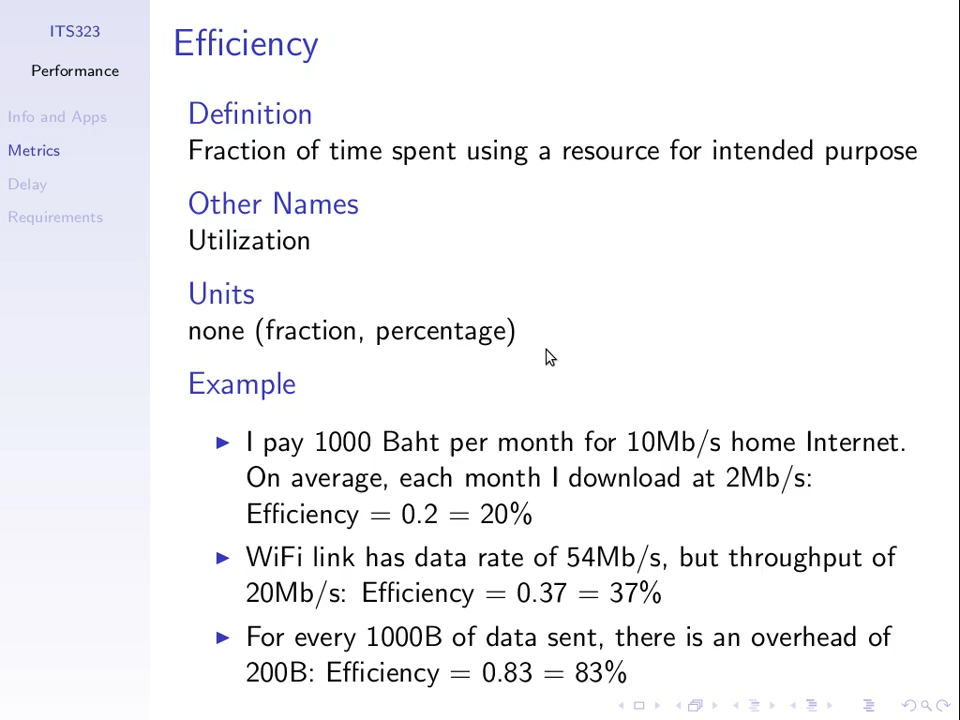 ITS323
Performance
Info and Apps
Metrics
Delay
Requirements
Efficiency
Definition
Fraction of time spent using a resource for intended purpose
Other Names
Utilization
Units
none (fraction, percentage)
Example
I pay 1000 Baht per month for 10Mb/s home Internet.
On average, each month I download at 2Mb/s:
Efficiency = 0.2 = 20%
WiFi link has data rate of 54Mb/s, but throughput of
20Mb/s: Efficiency = 0.37 = 37%
For every 1000B of data sent, there is an overhead of
200B: Efficiency = 0.83 = 83%